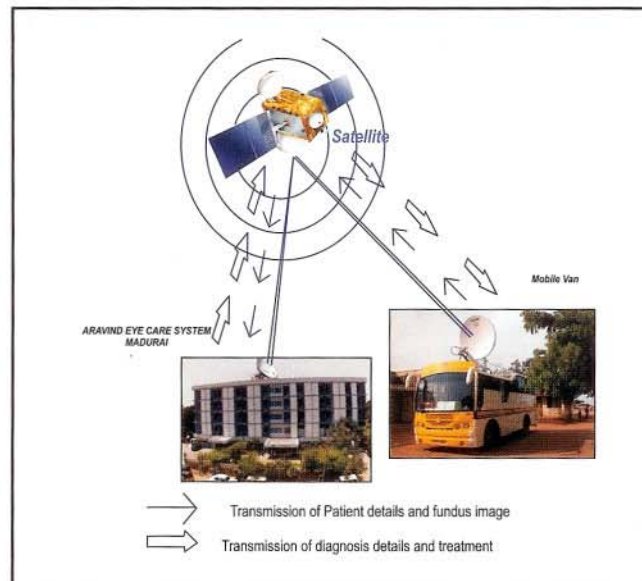 Satellite
Mobile Van
ARAVIND EYE CARE SYSTEM
MADURAI
Transmission of Patient details and fundus image
Transmission of diagnosis details and treatment